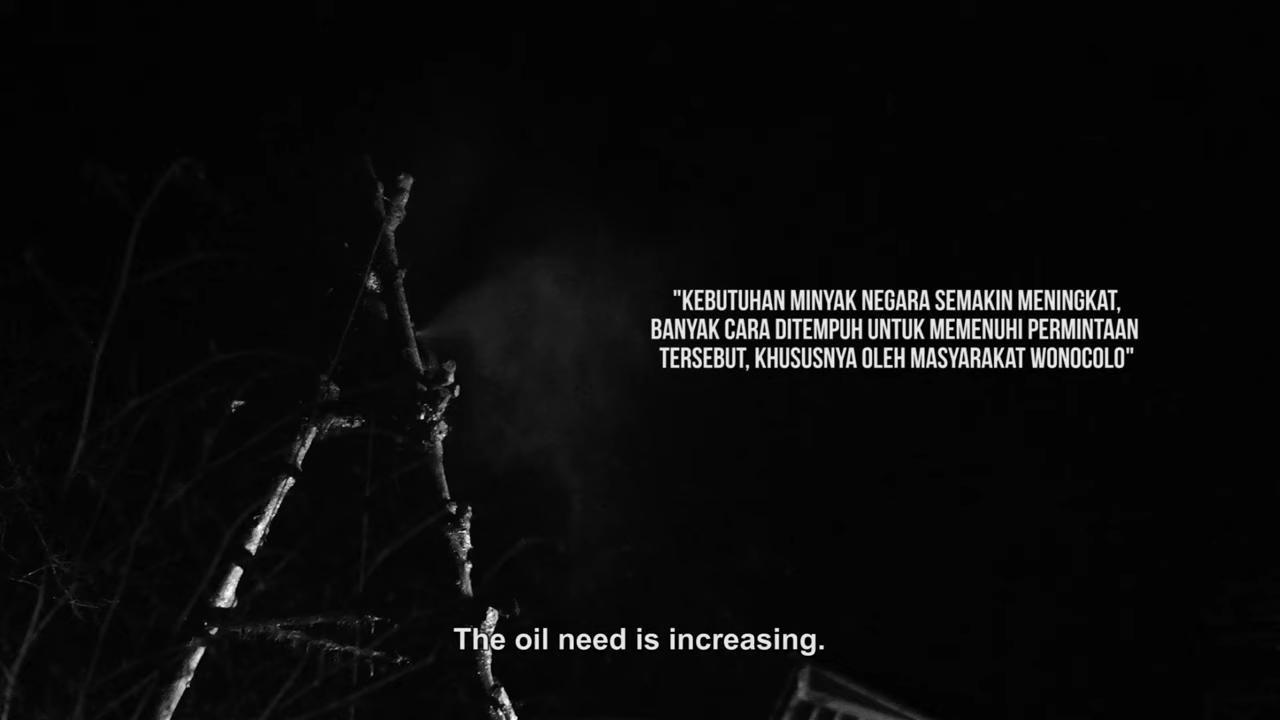 "KEBUTUHAN MINYAK NEGARA SEMAKIN MENINGKAT,
BANYAK CARA DITEMPUH UNTUK MEMENUHI PERMINTAAN
TERSEBUT, KHUSUSNYA OLEH MASYARAKAT WONOCOLO"
The oil need is increasing.